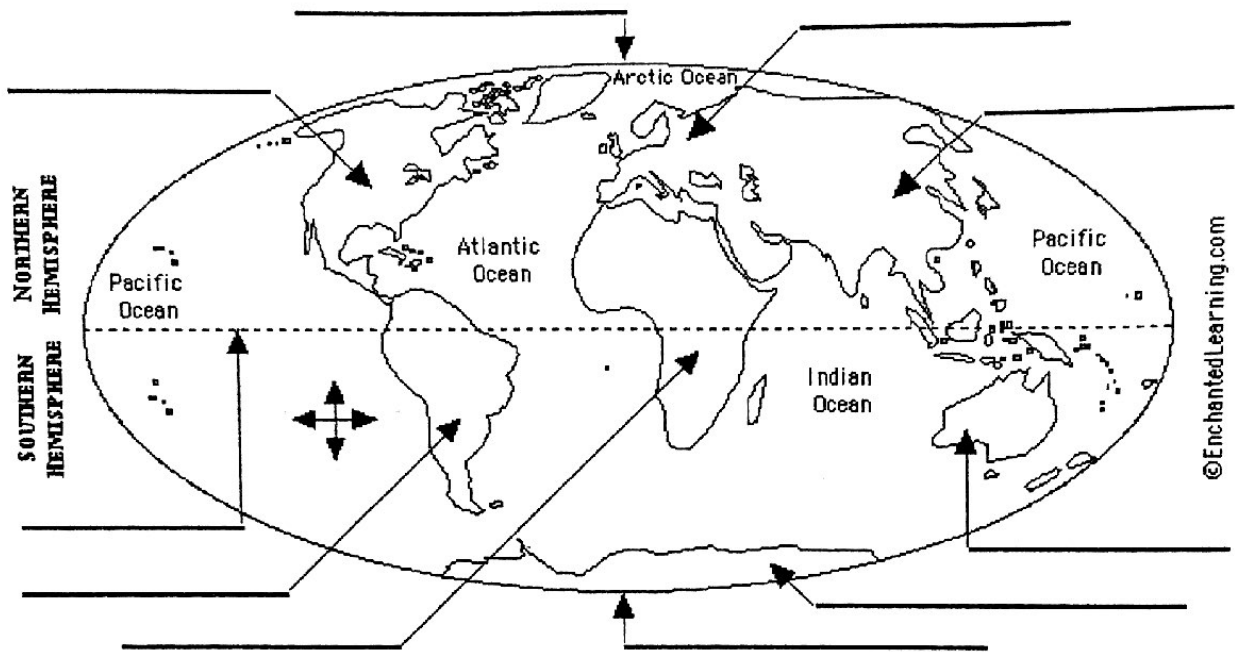 Arctic Ocean
NORTHERN
HEMISPHERE
Atlantic
Ocean
Pacific
Ocean
Pacific
Ocean
SOUTHERN
HEMISPHERE
Indian
Ocean
©EnchantedLearning.com